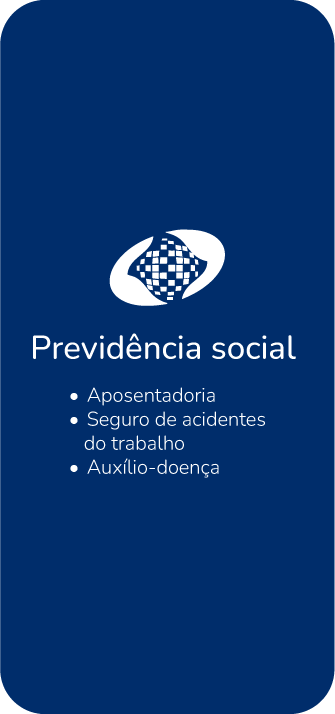 Previdência social
• Aposentadoria
• Seguro de acidentes
do trabalho
• Auxílio-doença